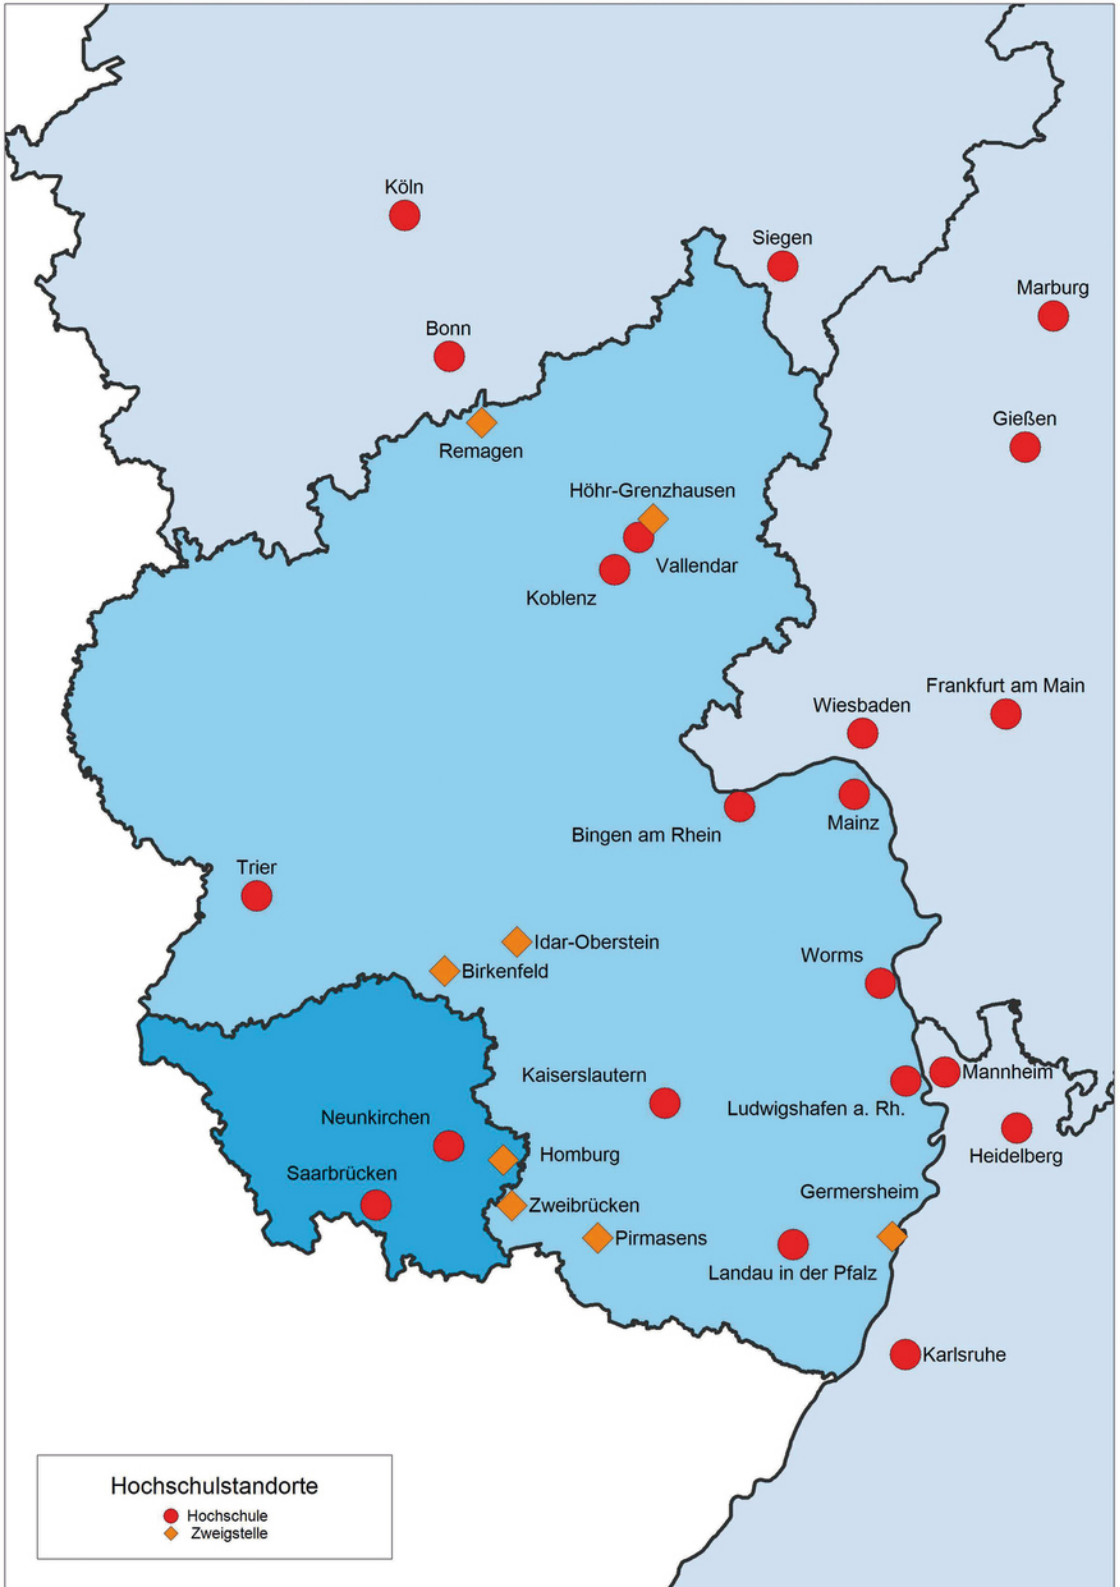 Köln
Siegen
Marburg
Bonn
Gießen
Remagen
Höhr-Grenzhausen
Vallendar
Koblenz
Frankfurt am Main
Wiesbaden
Mainz
Bingen am Rhein
Trier
Idar-Oberstein
Worms
Birkenfeld
Mannheim
Kaiserslautern
Ludwigshafen a. Rh.
Neunkirchen
Homburg
Heidelberg
Saarbrücken
Germersheim
Zweibrücken
Pirmasens
Landau in der Pfalz
Karlsruhe
Hochschulstandorte
Hochschule
Zweigstelle